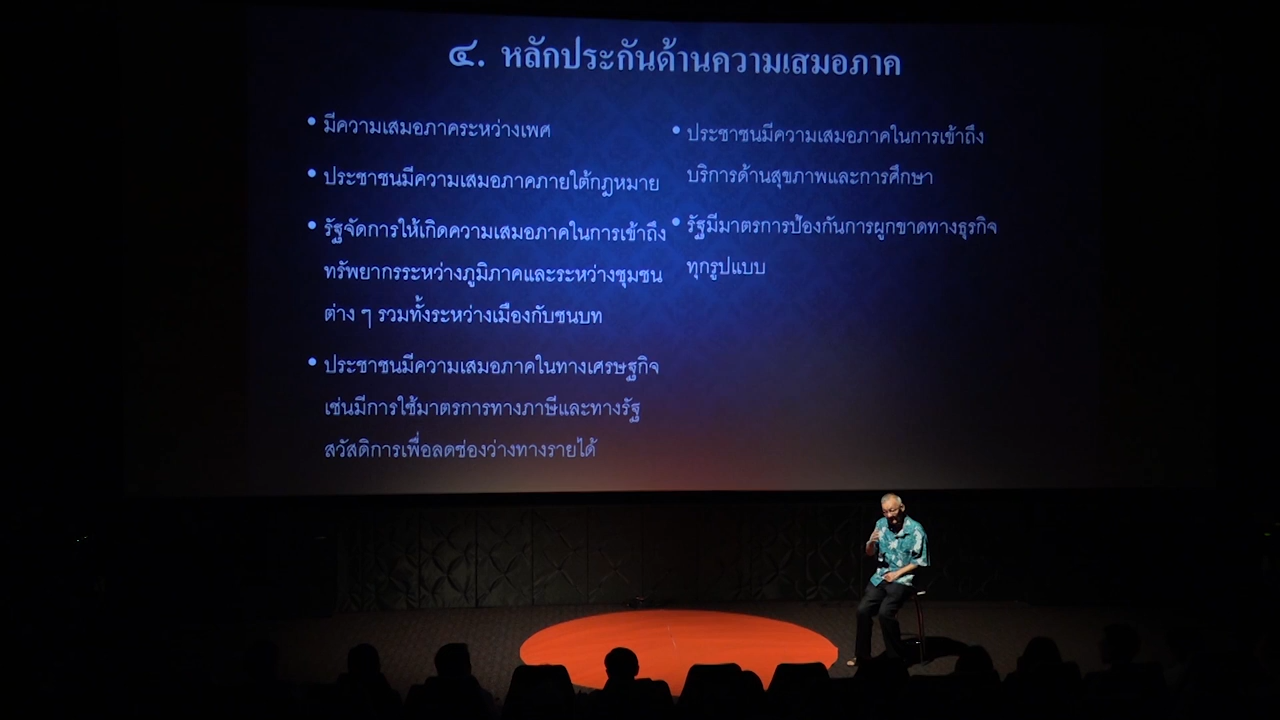 ๔. หลักประกันด้านความเสมอภาค
• มีความเสมอภาคระหว่างเพศ
• ประชาชนมีความเสมอภาคภายใต้กฎหมาย
• รัฐจัดการให้เกิดความเสมอภาคในการเข้าถึง
ทรัพยากรระหว่างภูมิภาคและระหว่างชุมชน
ต่าง ๆ รวมทั้งระหว่างเมืองกับชนบท
• ประชาชนมีความเสมอภาคในทางเศรษฐกิจ
เช่นมีการใช้มาตรการทางภาษีและทางรัฐ
สวัสดิการเพื่อลดช่องว่างทางรายได้
• ประชาชนมีความเสมอภาคในการเข้าถึง
บริการด้านสุขภาพและการศึกษา
• รัฐมีมาตรการป้องกันการผูกขาดทางธุรกิจ
ทุกรูปแบบ